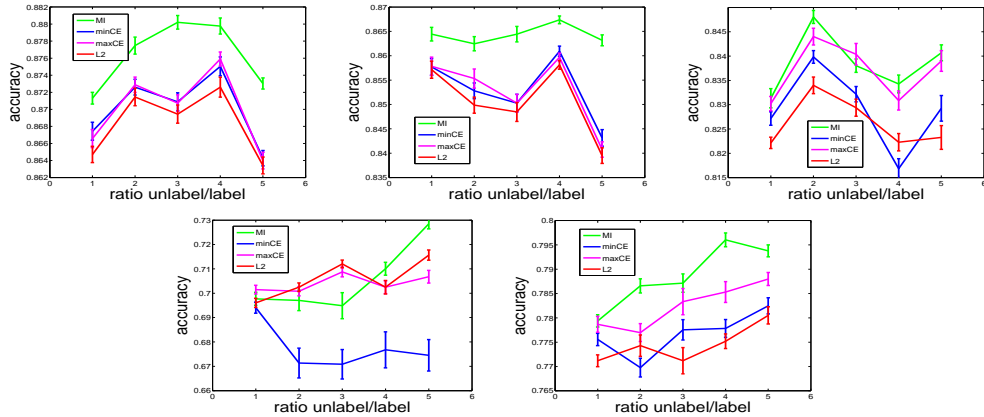 0.882
0.88
0.878
0.876
0.874
0.872
0.87
0.868
0.866
0.864
0.862
0 1 2 3 4 5 6
accuracy
ratio unlabel/label
MI
minCE
maxCE
L2
0.87
0.86
0.85
0.84
0.835
0 1 2 3 4 5 6
accuracy
ratio unlabel/label
MI
minCE
maxCE
L2
0.845
0.84
0.835
0.83
0.825
0.82
0.815
0 1 2 3 4 5 6
accuracy
ratio unlabel/label
MI
minCE
maxCE
L2
0.73
0.72
0.71
0.7
0.69
0.68
0.67
0.66
0 1 2 3 4 5 6
accuracy
ratio unlabel/label
MI
minCE
maxCE
L2
0.8
0.795
0.79
0.785
0.78
0.775
0.77
0.765
0 1 2 3 4 5 6
accuracy
ratio unlabel/label
MI
minCE
maxCE
L2